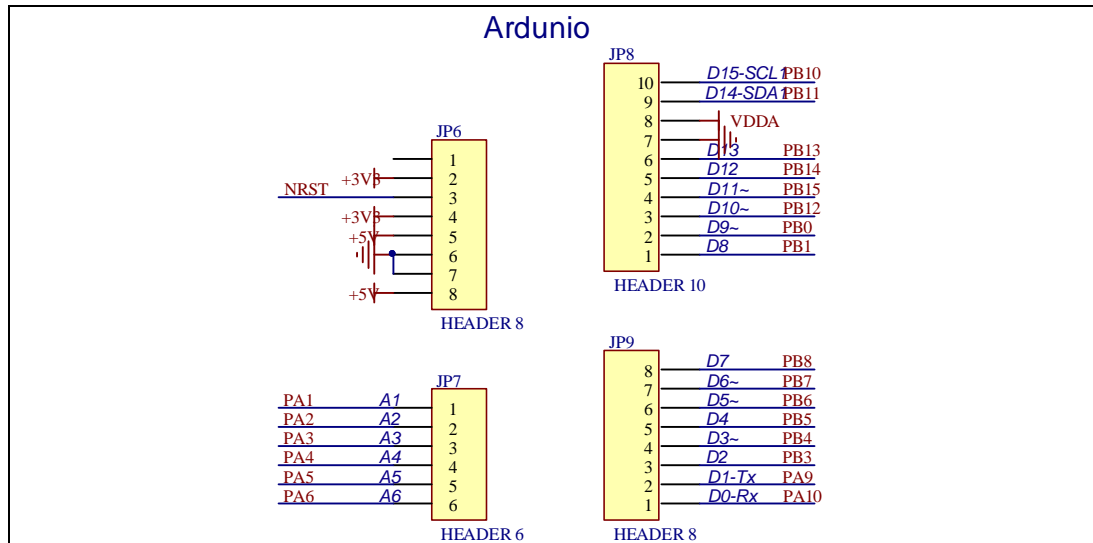 Ardunio
JP6
1
+3V3 2
NRST 3
+3V3 4
+5V 5
6
7
+5V 8
HEADER 8
JP7
PA1 A1 1
PA2 A2 2
PA3 A3 3
PA4 A4 4
PA5 A5 5
PA6 A6 6
HEADER 6
JP8
10 D15-SCL1 PB10
9 D14-SDA1 PB11
8 VDDA
7
6 D13 PB13
5 D12 PB14
4 D11~ PB15
3 D10~ PB12
2 D9~ PB0
1 D8 PB1
HEADER 10
JP9
8 D7 PB8
7 D6~ PB7
6 D5~ PB6
5 D4 PB5
4 D3~ PB4
3 D2 PB3
2 D1-Tx PA9
1 D0-Rx PA10
HEADER 8